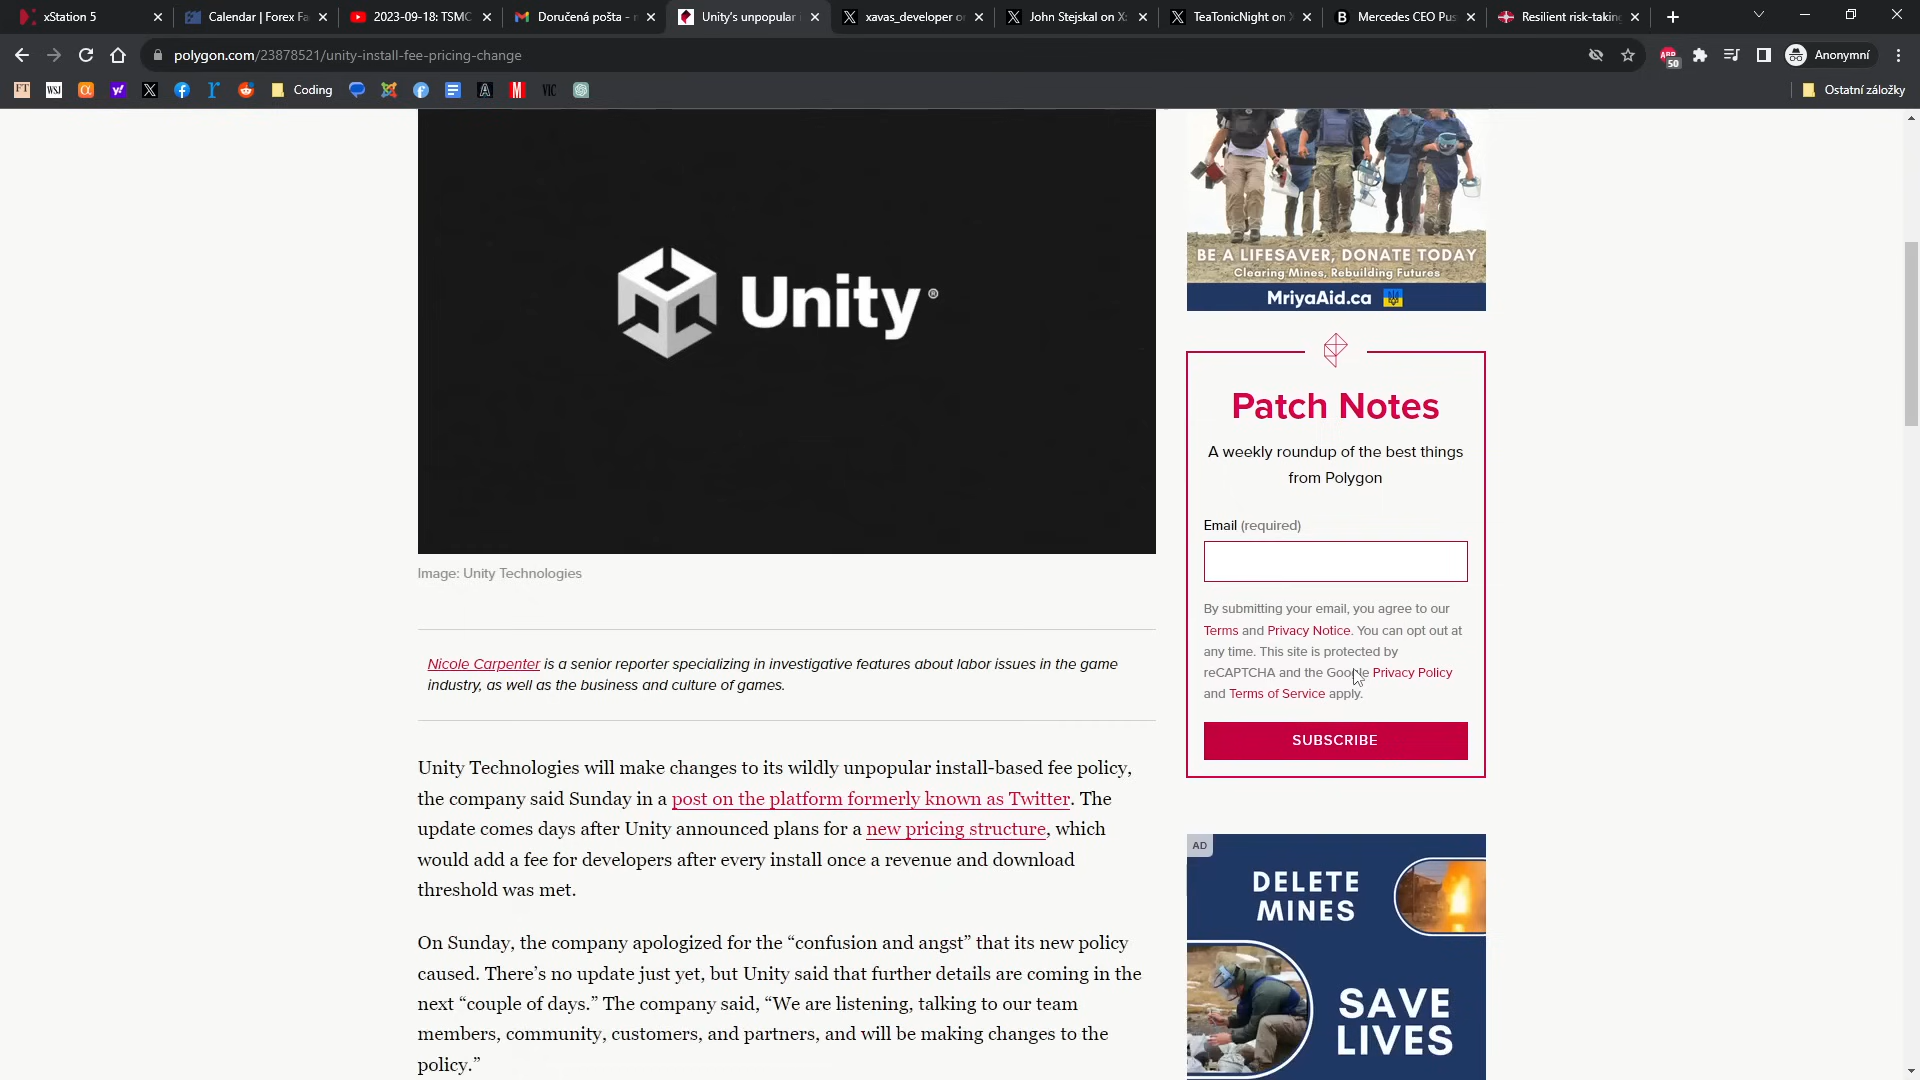 xStation 5
Calendar | Forex Fa
2023-09-18: TSMC
Doručená pošta -
Unity's unpopular
xavas_developer o
John Stejskal on X:
TeaTonicNight on X
Mercedes CEO Pu
Resilient risk-takin
polygon.com/23878521/unity-install-fee-pricing-change
ABP
50
Anonymní
FT
WSJ
Coding
VIC
Ostatní záložky
Unity®
Image: Unity Technologies
Nicole Carpenter is a senior reporter specializing in investigative features about labor issues in the game
industry, as well as the business and culture of games.
Unity Technologies will make changes to its wildly unpopular install-based fee policy,
the company said Sunday in a post on the platform formerly known as Twitter. The
update comes days after Unity announced plans for a new pricing structure, which
would add a fee for developers after every install once a revenue and download
threshold was met.
On Sunday, the company apologized for the “confusion and angst” that its new policy
caused. There’s no update just yet, but Unity said that further details are coming in the
next “couple of days.” The company said, “We are listening, talking to our team
members, community, customers, and partners, and will be making changes to the
policy.”
BE A LIFESAVER, DONATE TODAY
Clearing Mines, Rebuilding Futures
MriyaAid.ca
Patch Notes
A weekly roundup of the best things
from Polygon
Email (required)
By submitting your email, you agree to our
Terms and Privacy Notice. You can opt out at
any time. This site is protected by
reCAPTCHA and the Google Privacy Policy
and Terms of Service apply.
SUBSCRIBE
AD
DELETE
MINES
SAVE
LIVES